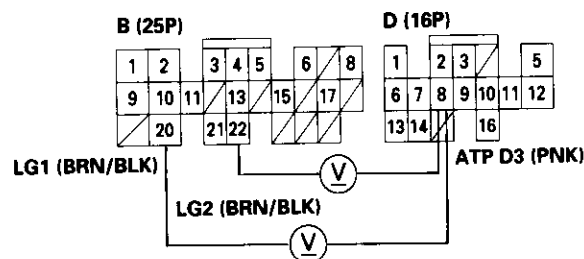 B (25P)
D (16P)
1 2 3 4 5 6 8
9 10 11 13 15 17
20 21 22
1 2 3 5
6 7 8 9 10 11 12
13 14 16
LG1 (BRN/BLK)
ATP D3 (PNK)
V
LG2 (BRN/BLK)
V